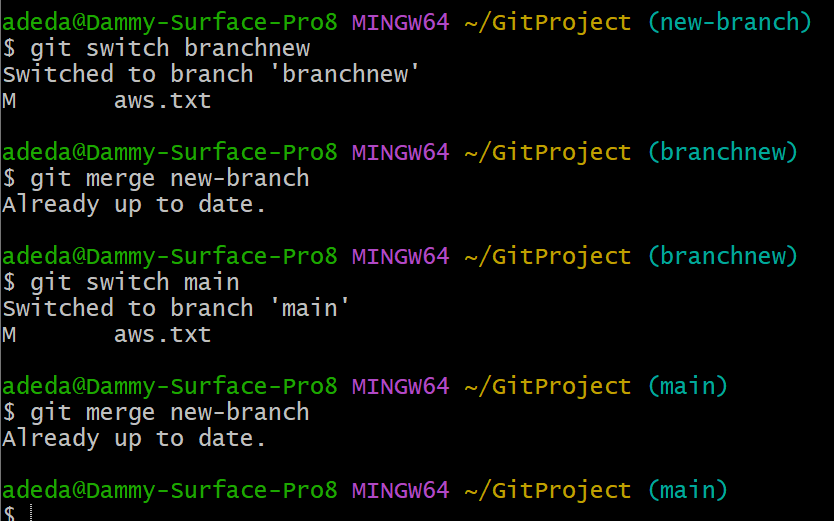 adeda@Dammy-Surface-Pro8 MINGW64 ~/GitProject (new-branch)
$ git switch branchnew
Switched to branch 'branchnew'
M       aws.txt
adeda@Dammy-Surface-Pro8 MINGW64 ~/GitProject (branchnew)
$ git merge new-branch
Already up to date.
adeda@Dammy-Surface-Pro8 MINGW64 ~/GitProject (branchnew)
$ git switch main
Switched to branch 'main'
M       aws.txt
adeda@Dammy-Surface-Pro8 MINGW64 ~/GitProject (main)
$ git merge new-branch
Already up to date.
adeda@Dammy-Surface-Pro8 MINGW64 ~/GitProject (main)
$